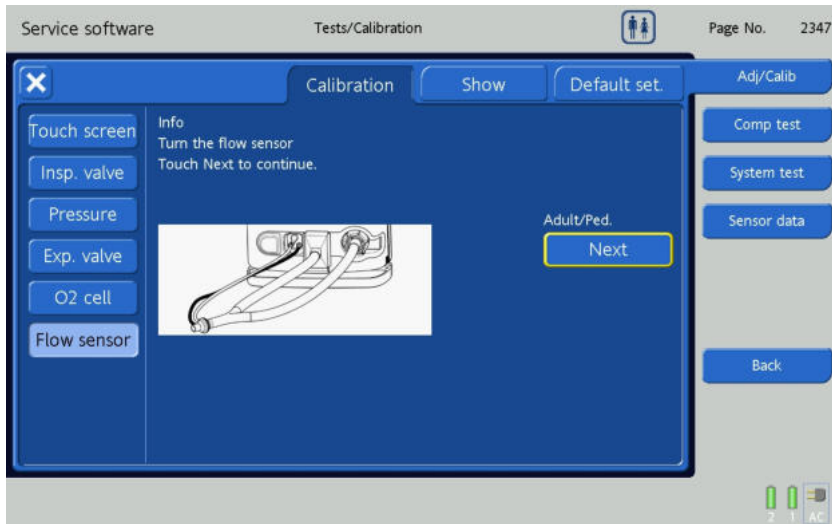 Service software
Tests/Calibration
Page No. 2347
Calibration
Show
Default set.
Adj/Calib
Touch screen
Insp. valve
Pressure
Exp. valve
O2 cell
Flow sensor
Info
Turn the flow sensor
Touch Next to continue.
Adult/Ped.
Next
Comp test
System test
Sensor data
Back
2 1 AC